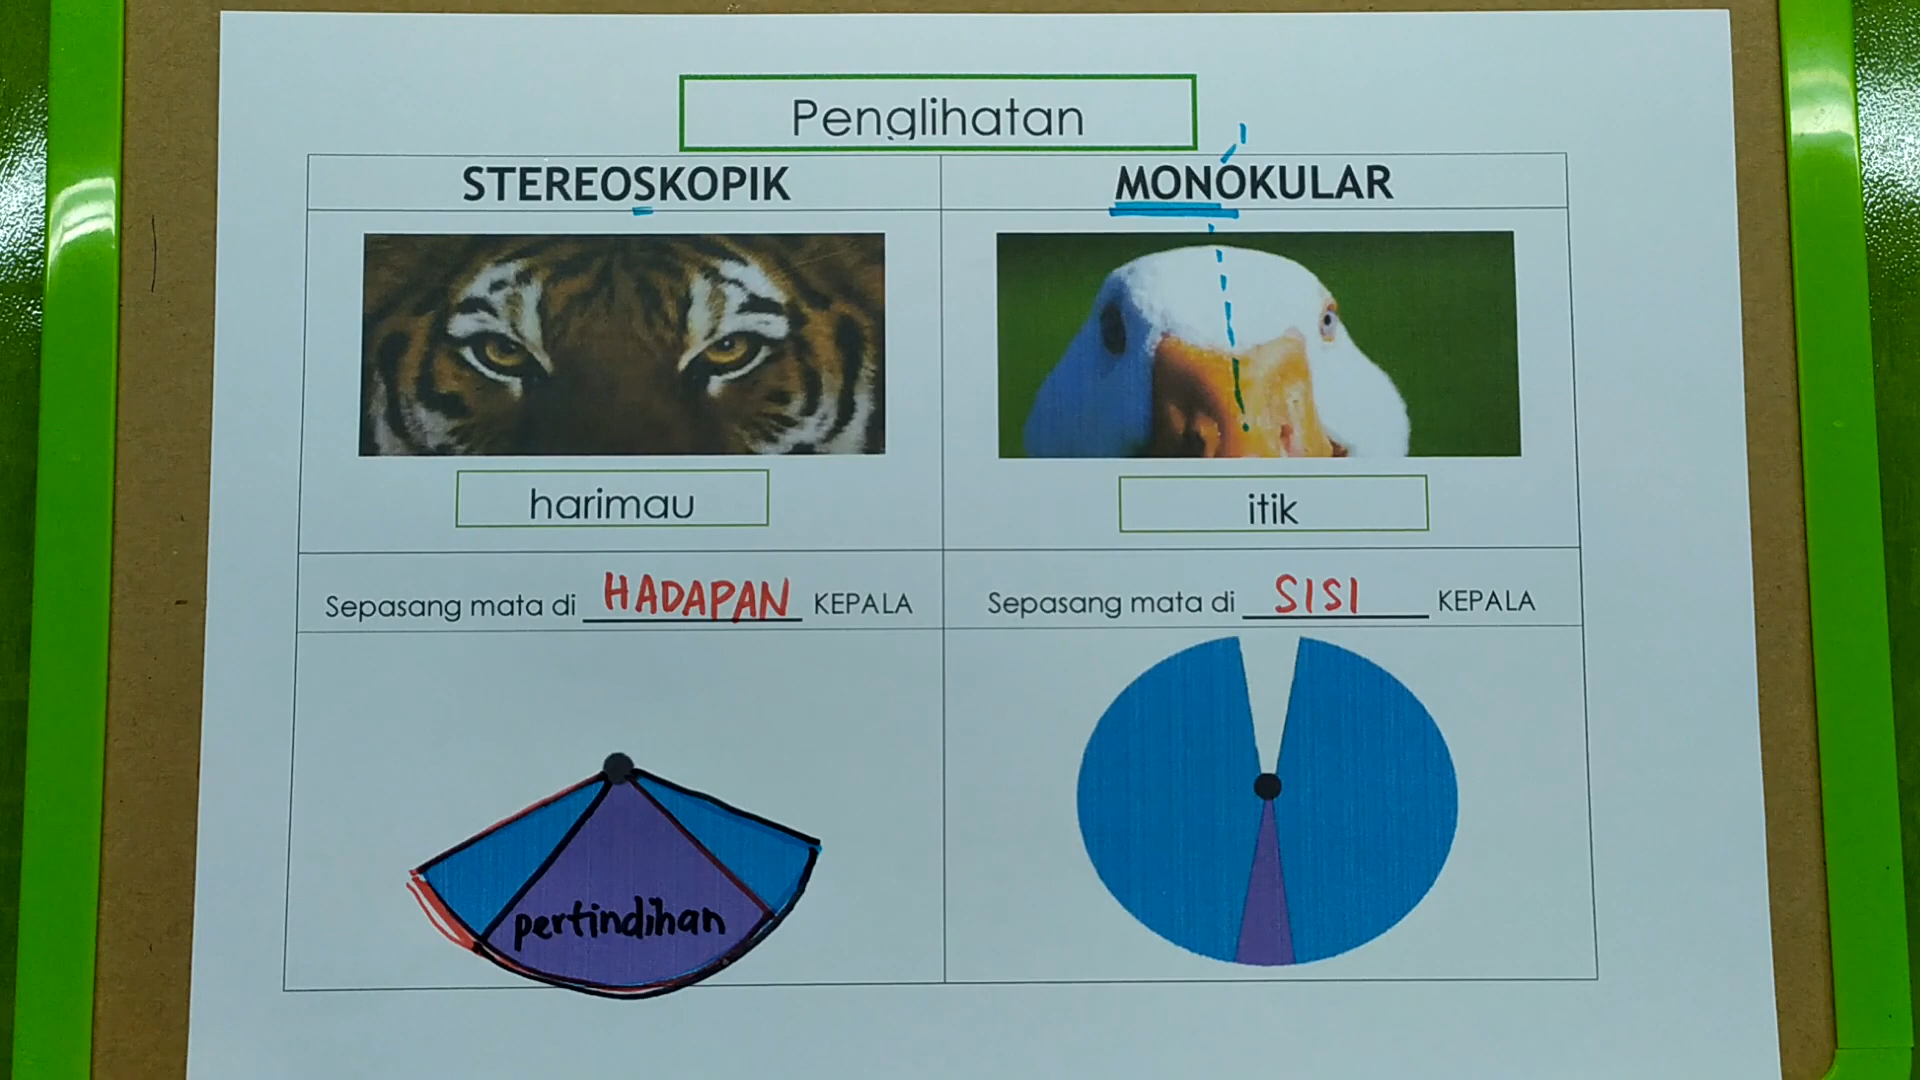 Penglihatan
STEREOSKOPIK
MONOKULAR
harimau
itik
Sepasang mata di HADAPAN KEPALA
Sepasang mata di SISI KEPALA
pertindihan